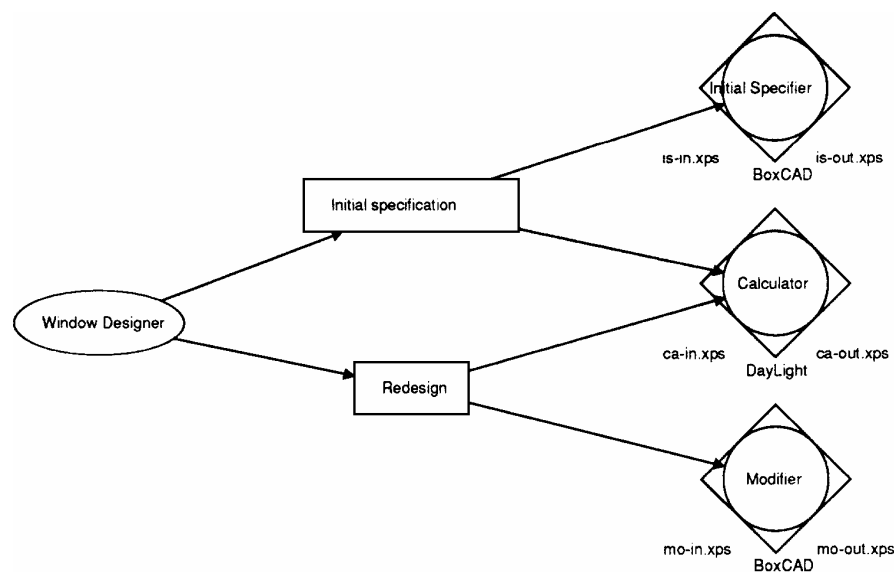 Initial Specifier
is-in.xps is-out.xps
BoxCAD
Initial specification
Calculator
Window Designer
ca-in.xps ca-out.xps
DayLight
Redesign
Modifier
mo-in.xps mo-out.xps
BoxCAD